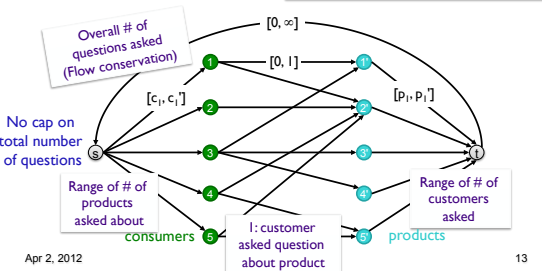 [0, ∞]
Overall # of
questions asked
(Flow conservation)
1
[0, 1]
1'
[c₁, c₁']
[p₁, p₁']
2
2'
No cap on
total number
of questions
s
3
3'
t
Range of # of
products
asked about
4
4'
Range of # of
customers
asked
consumers
5
1: customer
asked question
about product
5'
products
Apr 2, 2012
13